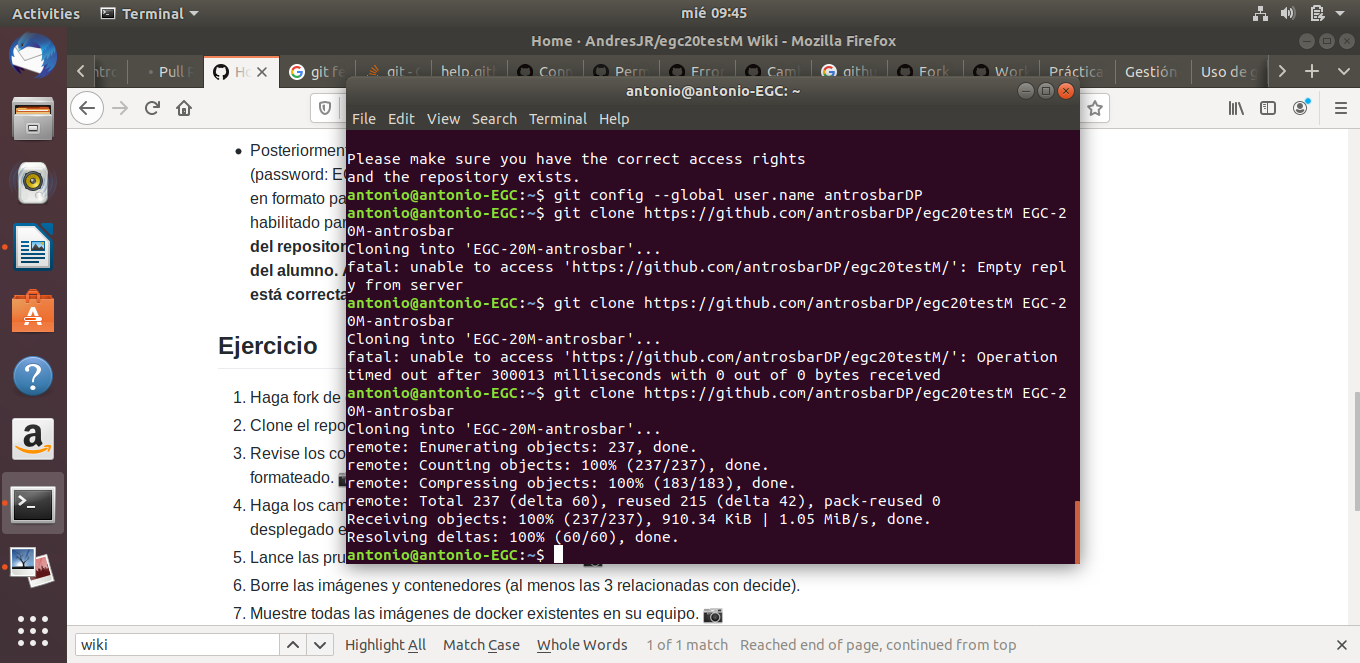 Activities
Terminal
mié 09:45
Home · AndresJR/egc20testM Wiki - Mozilla Firefox
Pull
git fe
git -
help.git
Conn
Perm
Error
Cam
gith
Fork
Worl
Práctica
Gestión
Uso de g
antonio@antonio-EGC: ~
File Edit View Search Terminal Help
Please make sure you have the correct access rights
and the repository exists.
antonio@antonio-EGC:~$ git config --global user.name antrosbarDP
antonio@antonio-EGC:~$ git clone https://github.com/antrosbarDP/egc20testM EGC-2
0M-antrosbar
Cloning into 'EGC-20M-antrosbar'...
fatal: unable to access 'https://github.com/antrosbarDP/egc20testM/': Empty repl
y from server
antonio@antonio-EGC:~$ git clone https://github.com/antrosbarDP/egc20testM EGC-2
0M-antrosbar
Cloning into 'EGC-20M-antrosbar'...
fatal: unable to access 'https://github.com/antrosbarDP/egc20testM/': Operation
timed out after 300013 milliseconds with 0 out of 0 bytes received
antonio@antonio-EGC:~$ git clone https://github.com/antrosbarDP/egc20testM EGC-2
0M-antrosbar
Cloning into 'EGC-20M-antrosbar'...
remote: Enumerating objects: 237, done.
remote: Counting objects: 100% (237/237), done.
remote: Compressing objects: 100% (183/183), done.
remote: Total 237 (delta 60), reused 215 (delta 42), pack-reused 0
Receiving objects: 100% (237/237), 910.34 KiB | 1.05 MiB/s, done.
Resolving deltas: 100% (60/60), done.
antonio@antonio-EGC:~$
• Posteriormen
(password: E
en formato pa
habilitado par
del repositor
del alumno.
está correcta
Ejercicio
1. Haga fork de
2. Clone el repo
3. Revise los co
formateado.
4. Haga los cam
desplegado e
5. Lance las pru
6. Borre las imágenes y contenedores (al menos las 3 relacionadas con decide).
7. Muestre todas las imágenes de docker existentes en su equipo.
wiki
Highlight All
Match Case
Whole Words
1 of 1 match
Reached end of page, continued from top